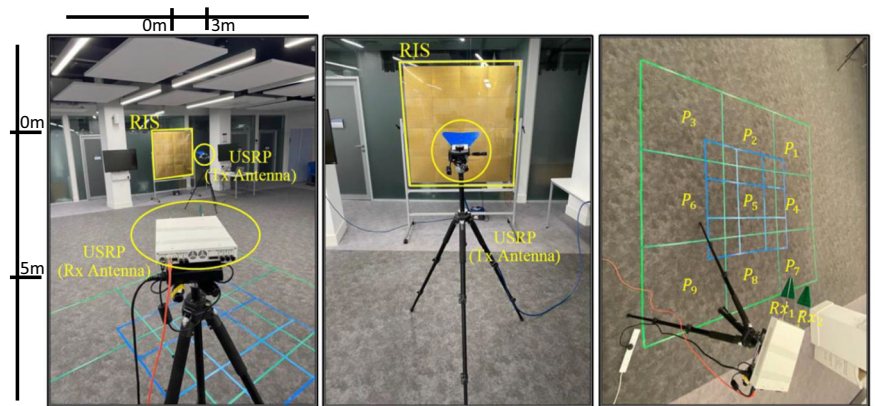 0m
3m
0m
5m
RIS
USRP
(Tx Antenna)
USRP
(Rx Antenna)
RIS
USRP
(Tx Antenna)
P3
P2
P1
P6
P5
P4
P9
P8
P7
Rx1
Rx